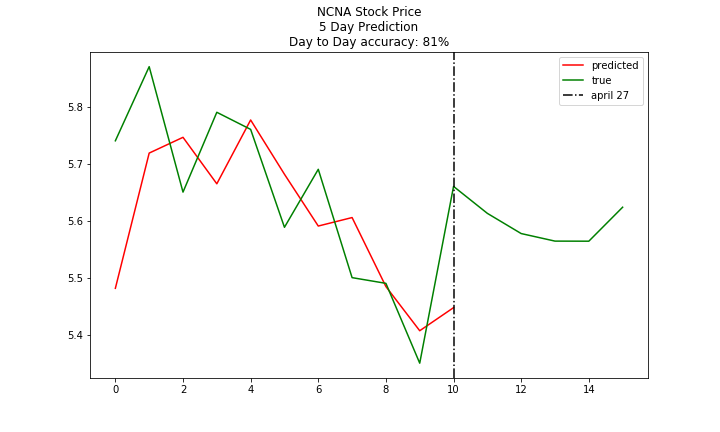 NCNA Stock Price
5 Day Prediction
Day to Day accuracy: 81%
predicted
true
april 27
5.8
5.7
5.6
5.5
5.4
0 2 4 6 8 10 12 14